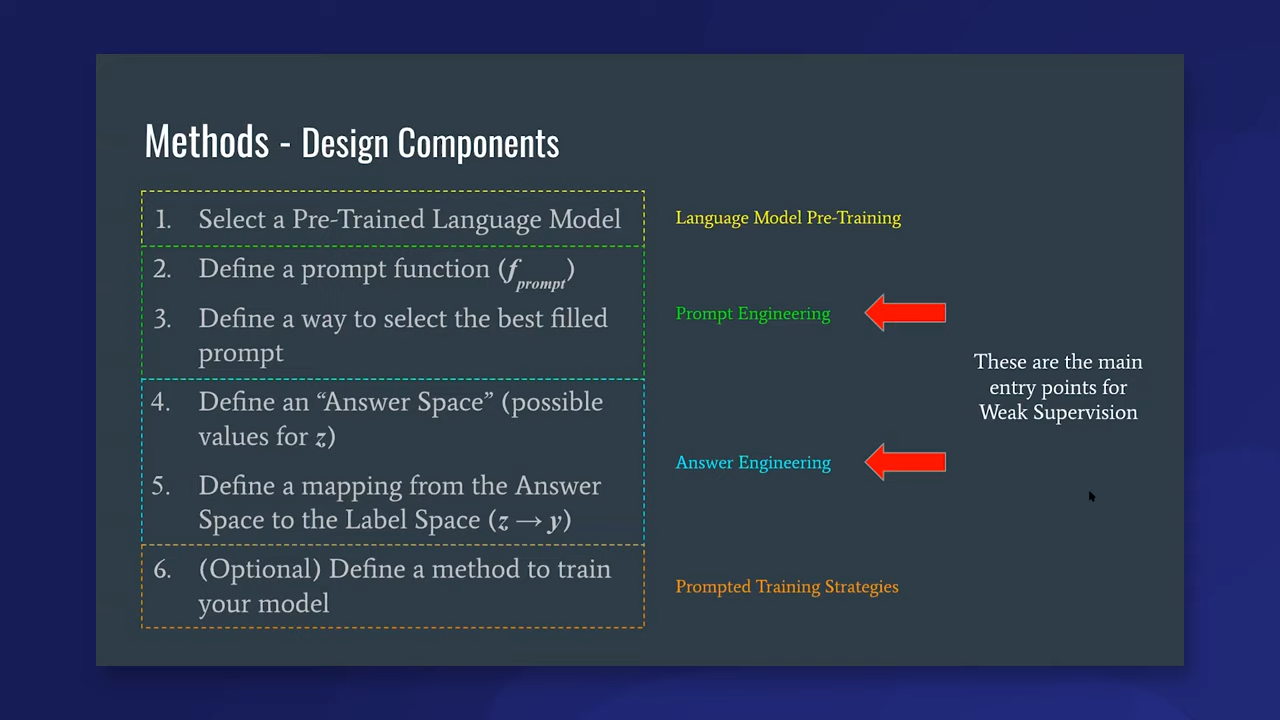 Methods - Design Components
1. Select a Pre-Trained Language Model
Language Model Pre-Training
2. Define a prompt function (f_prompt)
3. Define a way to select the best filled
prompt
Prompt Engineering
4. Define an “Answer Space” (possible
values for z)
5. Define a mapping from the Answer
Space to the Label Space (z → y)
Answer Engineering
These are the main
entry points for
Weak Supervision
6. (Optional) Define a method to train
your model
Prompted Training Strategies